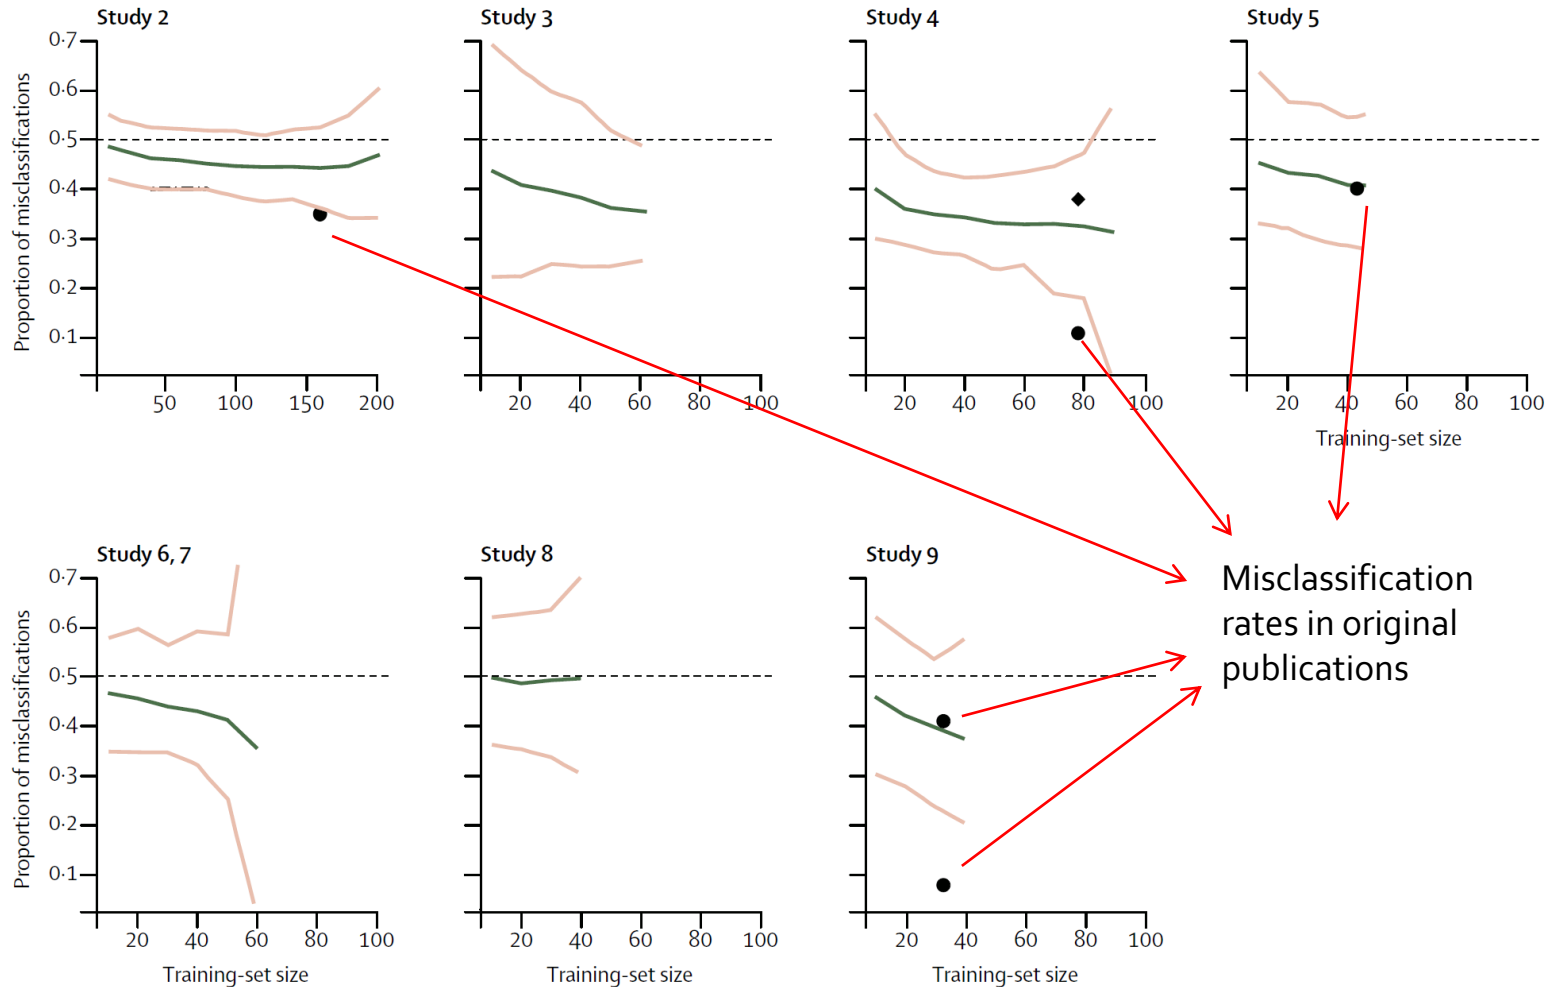 Study 2
Study 3
Study 4
Study 5
Proportion of misclassifications
0·7
0·6
0·5
0·4
0·3
0·2
0·1
50 100 150 200
20 40 60 80 100
20 40 60 80 100
20 40 60 80 100
Training-set size
Study 6, 7
Study 8
Study 9
Proportion of misclassifications
0·7
0·6
0·5
0·4
0·3
0·2
0·1
20 40 60 80 100
20 40 60 80 100
20 40 60 80 100
Training-set size
Training-set size
Training-set size
Misclassification
rates in original
publications